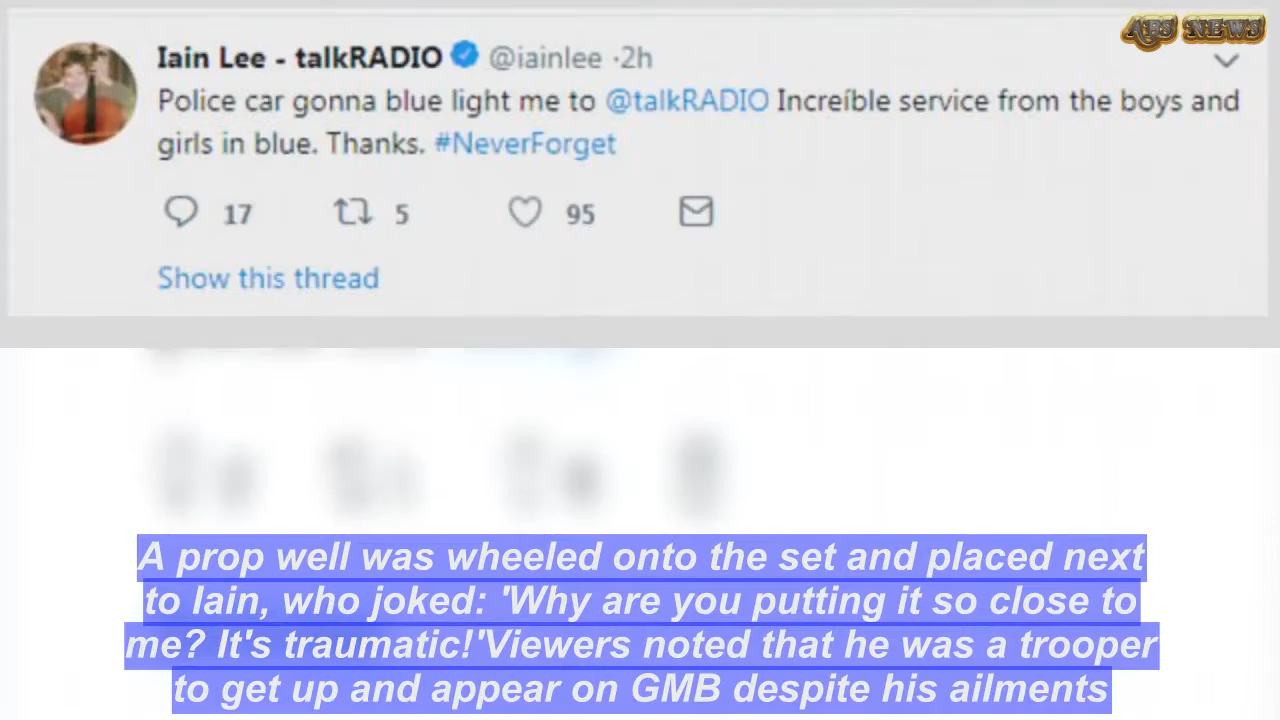 ABS NEWS
Iain Lee - talkRADIO @iainlee · 2h
Police car gonna blue light me to @talkRADIO Increíble service from the boys and
girls in blue. Thanks. #NeverForget
17 5 95
Show this thread
A prop well was wheeled onto the set and placed next
to Iain, who joked: 'Why are you putting it so close to
me? It's traumatic!'Viewers noted that he was a trooper
to get up and appear on GMB despite his ailments